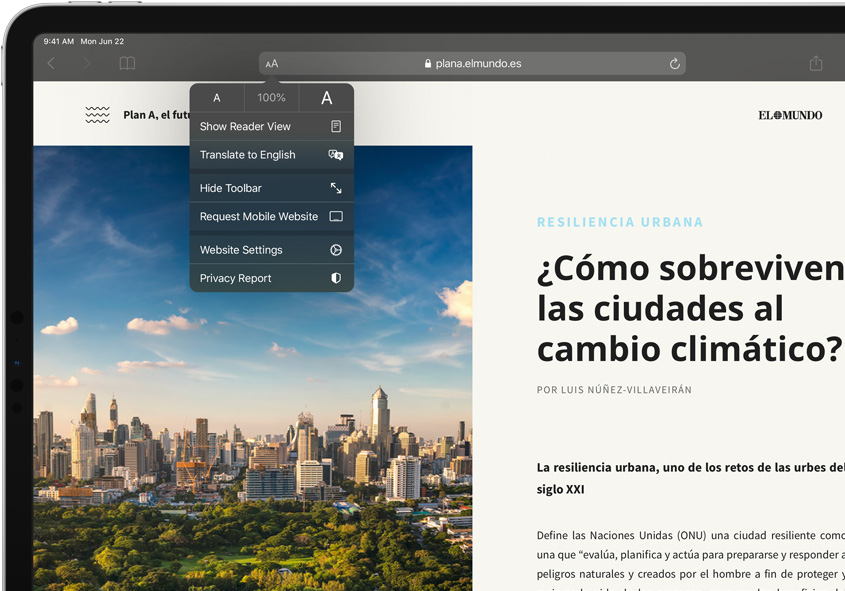 9:41 AM Mon Jun 22
AA
plana.elmundo.es
A 100% A
Show Reader View
Translate to English
Hide Toolbar
Request Mobile Website
Website Settings
Privacy Report
Plan A, el
EL MUNDO
RESILIENCIA URBANA
¿Cómo sobreviven
las ciudades al
cambio climático?
POR LUIS NÚÑEZ-VILLAVEIRÁN
La resiliencia urbana, uno de los retos de las urbes del
siglo XXI
Define las Naciones Unidas (ONU) una ciudad resiliente como
una que “evalúa, planifica y actúa para prepararse y responder a
peligros naturales y creados por el hombre a fin de proteger y